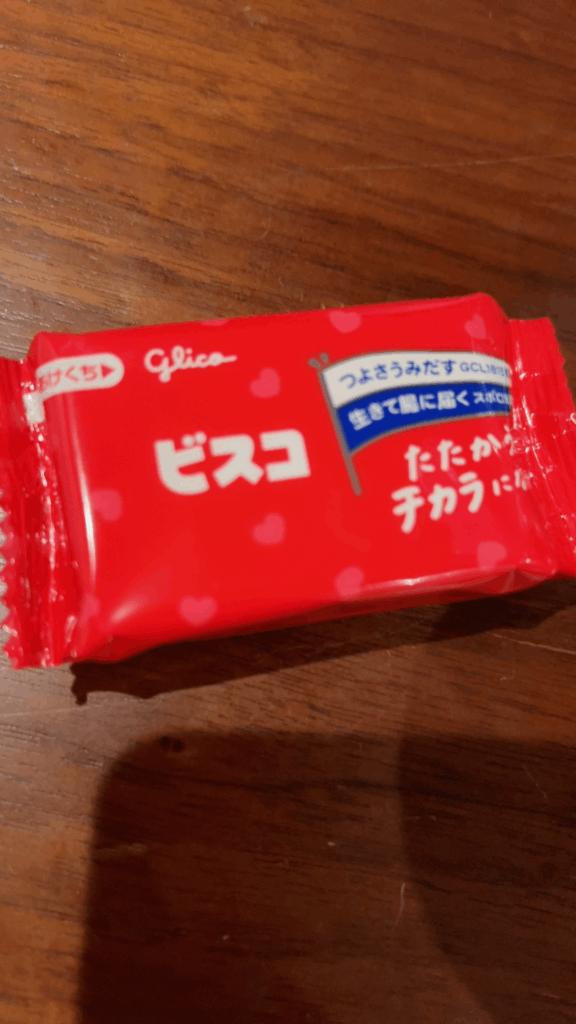 あけくち
Glico
ビスコ
つよさうみだす
生きて腸に届く
たたか
チカラにな